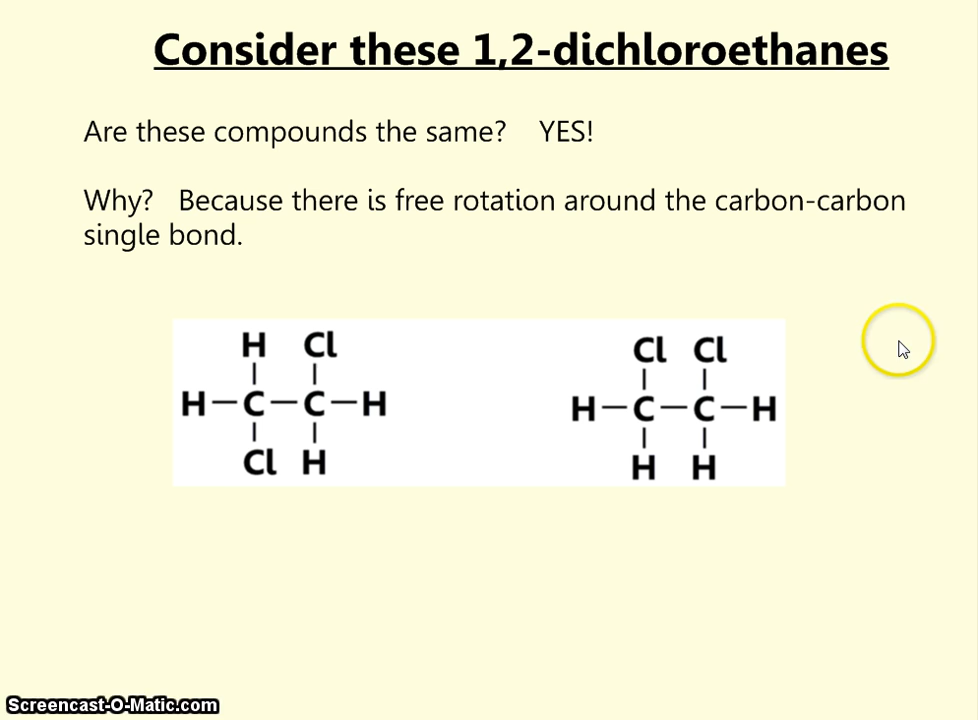 Consider these 1,2-dichloroethanes
Are these compounds the same? YES!
Why? Because there is free rotation around the carbon-carbon
single bond.
H Cl
H–C–C–H
Cl H
Cl Cl
H–C–C–H
H H
Screencast-O-Matic.com